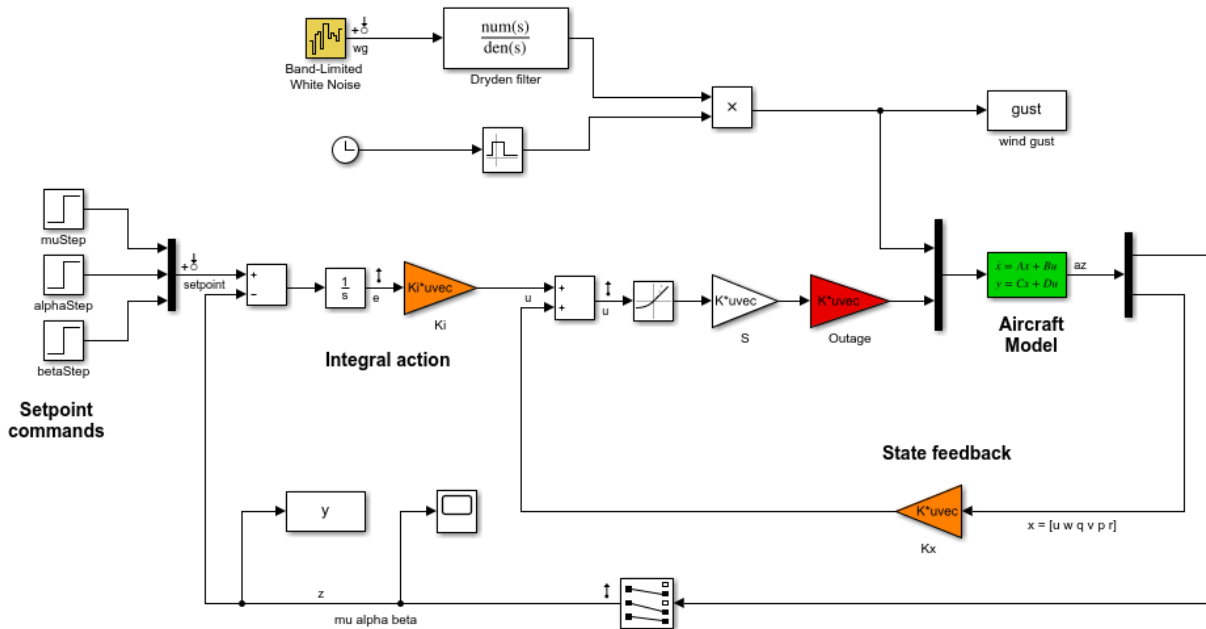 num(s)
den(s)
wg
Band-Limited
White Noise
Dryden filter
×
gust
wind gust
muStep
alphaStep
betaStep
setpoint
+
−
1
s
e
Ki*uvec
Ki
u
+
+
u
K*uvec
S
K*uvec
Outage
ẋ = Ax + Bu
y = Cx + Du
az
Aircraft
Model
Integral action
Setpoint
commands
State feedback
K*uvec
Kx
x = [u w q v p r]
y
z
mu alpha beta